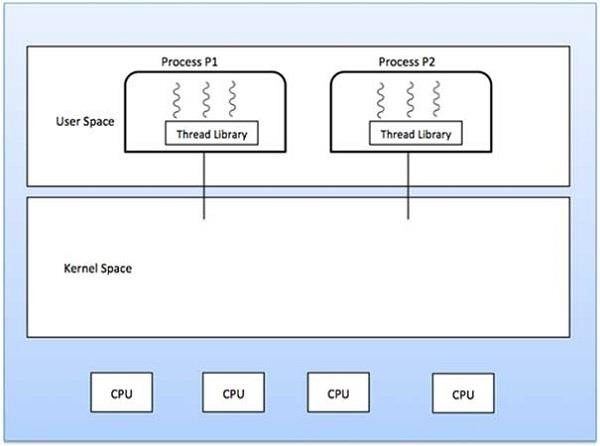 Process P1
Process P2
User Space
Thread Library
Thread Library
Kernel Space
CPU
CPU
CPU
CPU